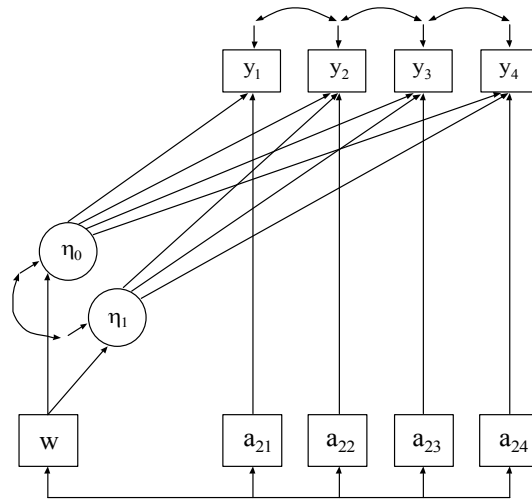 y₁ y₂ y₃ y₄
η₀
η₁
w a₂₁ a₂₂ a₂₃ a₂₄